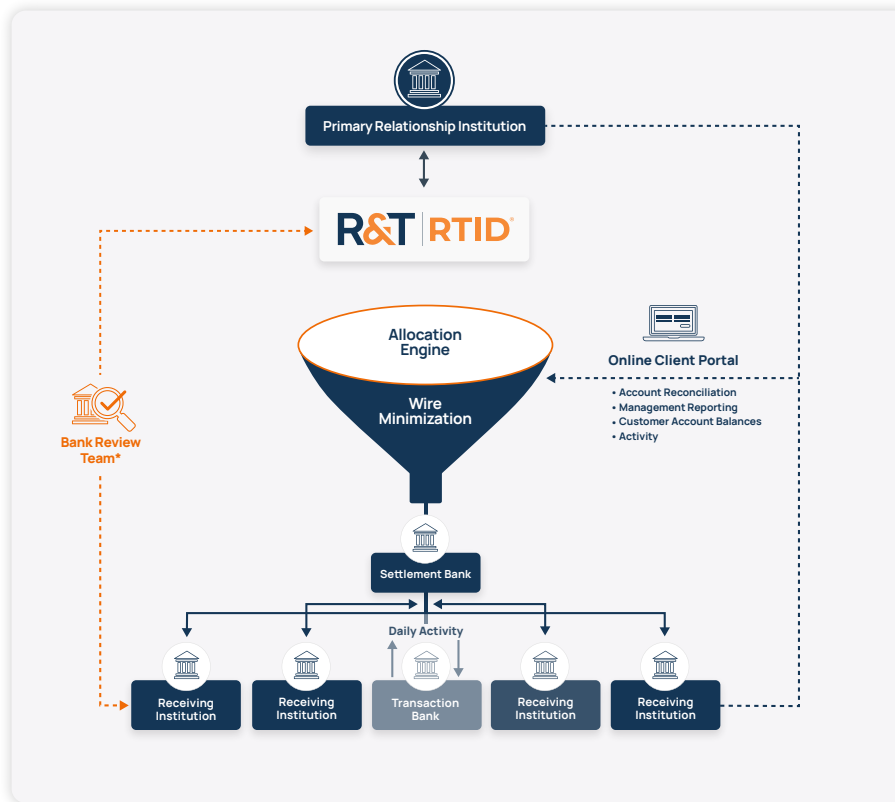 Primary Relationship Institution
R&T | RTID®
Allocation
Engine
Wire
Minimization
Online Client Portal
• Account Reconciliation
• Management Reporting
• Customer Account Balances
• Activity
Bank Review
Team*
Settlement Bank
Daily Activity
Receiving
Institution
Receiving
Institution
Transaction
Bank
Receiving
Institution
Receiving
Institution